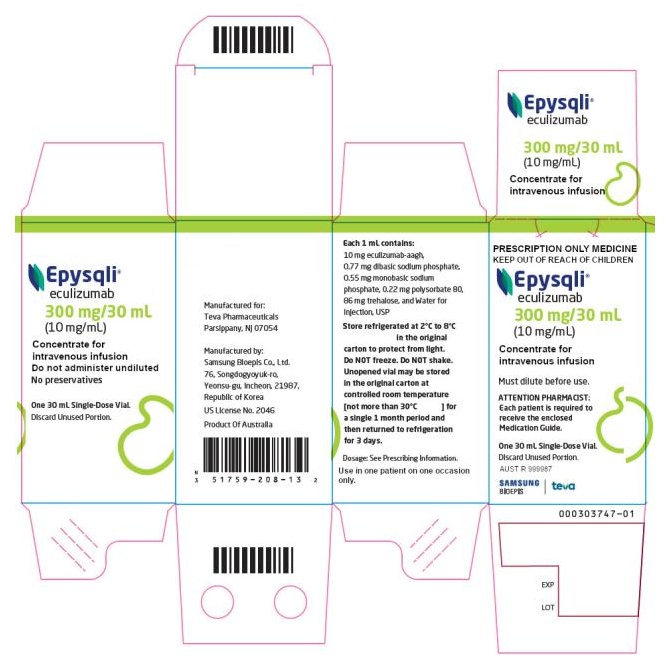 Epysqli®
eculizumab
300 mg/30 mL
(10 mg/mL)
Concentrate for
intravenous infusion
Epysqli®
eculizumab
300 mg/30 mL
(10 mg/mL)
Concentrate for
intravenous infusion
Do not administer undiluted
No preservatives
One 30 mL Single-Dose Vial.
Discard Unused Portion.
Manufactured for:
Teva Pharmaceuticals
Parsippany, NJ 07054
Manufactured by:
Samsung Bioepis Co., Ltd.
76, Songdogyoyuk-ro,
Yeonsu-gu, Incheon, 21987,
Republic of Korea
US License No. 2046
Product Of Australia
N
3 51759-208-13 2
Each 1 mL contains:
10 mg eculizumab-aagh,
0.77 mg dibasic sodium phosphate,
0.55 mg monobasic sodium
phosphate, 0.22 mg polysorbate 80,
86 mg trehalose, and Water for
Injection, USP
Store refrigerated at 2°C to 8°C
in the original
carton to protect from light.
Do NOT freeze. Do NOT shake.
Unopened vial may be stored
in the original carton at
controlled room temperature
[not more than 30°C ] for
a single 1 month period and
then returned to refrigeration
for 3 days.
Dosage: See Prescribing Information.
Use in one patient on one occasion
only.
PRESCRIPTION ONLY MEDICINE
KEEP OUT OF REACH OF CHILDREN
Epysqli®
eculizumab
300 mg/30 mL
(10 mg/mL)
Concentrate for
intravenous infusion
Must dilute before use.
ATTENTION PHARMACIST:
Each patient is required to
receive the enclosed
Medication Guide.
One 30 mL Single-Dose Vial.
Discard Unused Portion.
AUST R 999987
SAMSUNG
BIOEPIS
teva
000303747-01
EXP
LOT